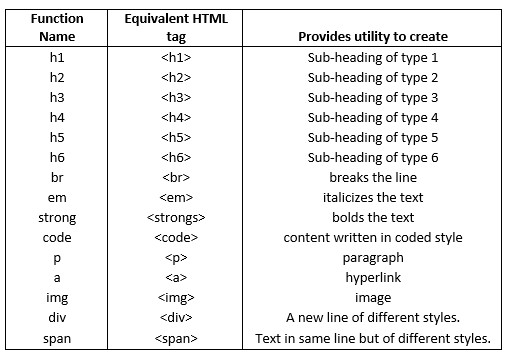 Function Name | Equivalent HTML tag | Provides utility to create
h1 | <h1> | Sub-heading of type 1
h2 | <h2> | Sub-heading of type 2
h3 | <h3> | Sub-heading of type 3
h4 | <h4> | Sub-heading of type 4
h5 | <h5> | Sub-heading of type 5
h6 | <h6> | Sub-heading of type 6
br | <br> | breaks the line
em | <em> | italicizes the text
strong | <strongs> | bolds the text
code | <code> | content written in coded style
p | <p> | paragraph
a | <a> | hyperlink
img | <img> | image
div | <div> | A new line of different styles.
span | <span> | Text in same line but of different styles.